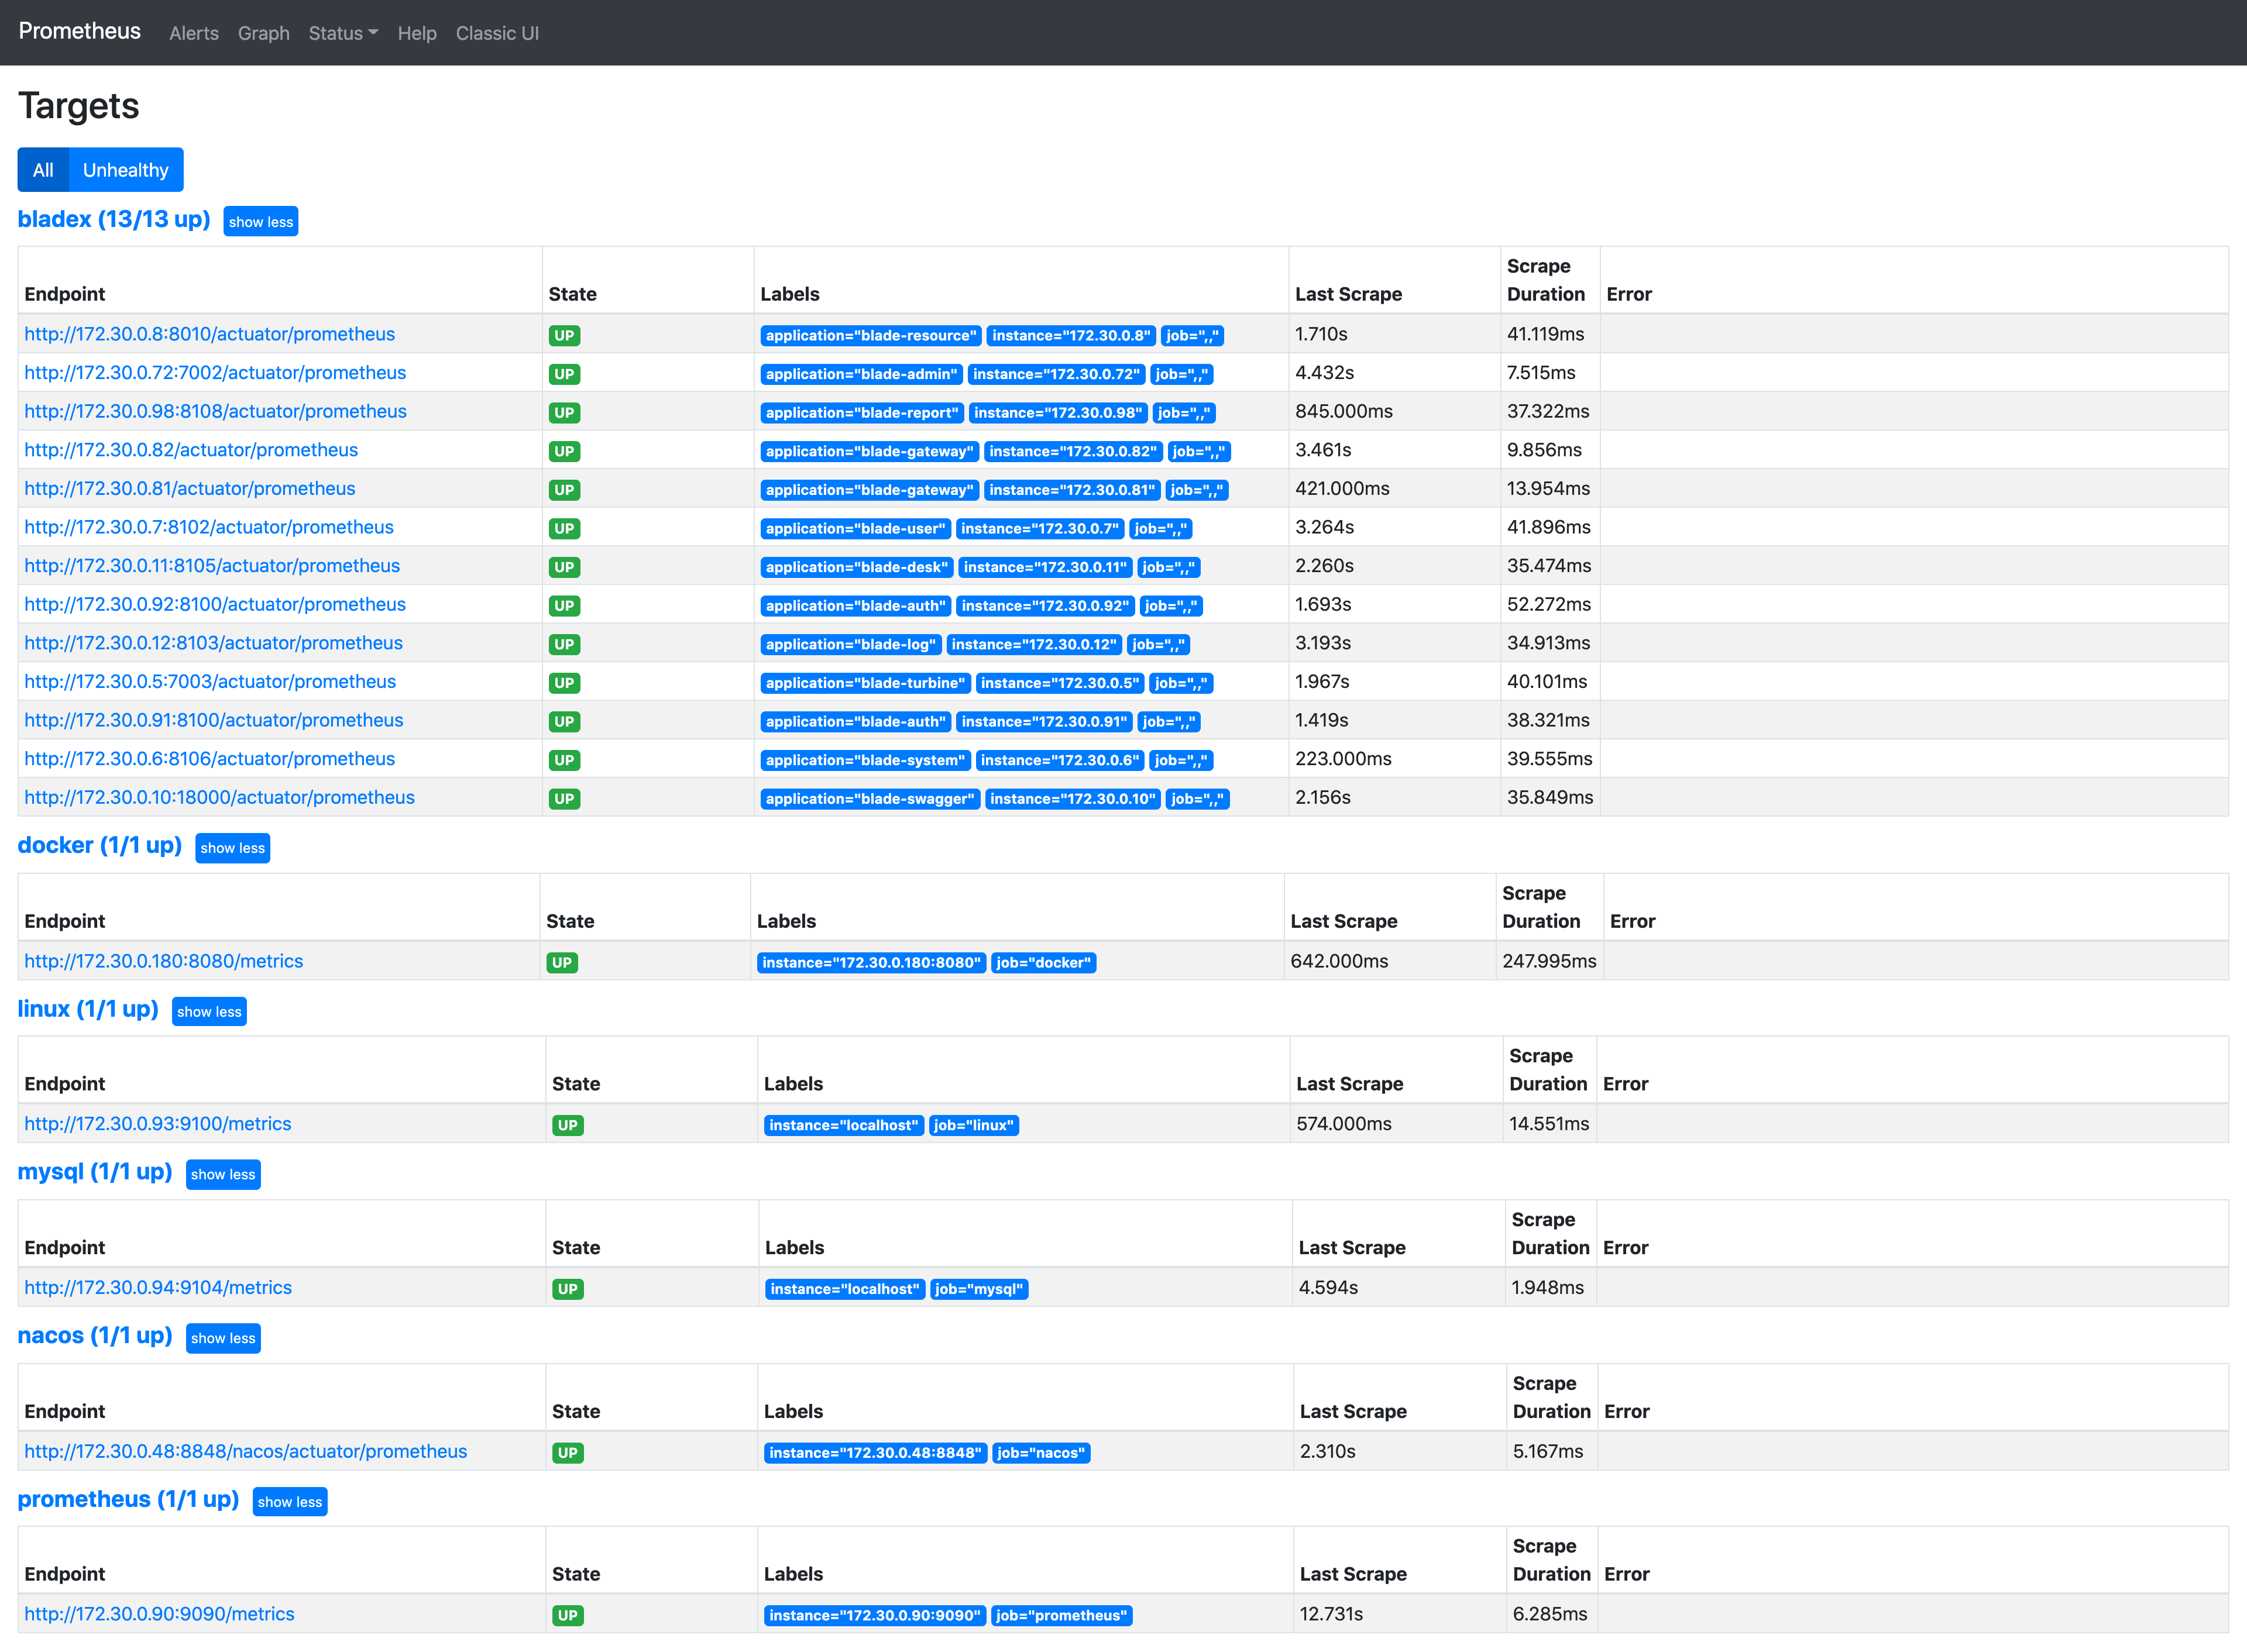 Prometheus Alerts Graph Status Help Classic UI
Targets
All Unhealthy
bladex (13/13 up) show less
Endpoint State Labels Last Scrape Scrape Duration Error
http://172.30.0.8:8010/actuator/prometheus UP application="blade-resource" instance="172.30.0.8" job=",," 1.710s 41.119ms
http://172.30.0.72:7002/actuator/prometheus UP application="blade-admin" instance="172.30.0.72" job=",," 4.432s 7.515ms
http://172.30.0.98:8108/actuator/prometheus UP application="blade-report" instance="172.30.0.98" job=",," 845.000ms 37.322ms
http://172.30.0.82/actuator/prometheus UP application="blade-gateway" instance="172.30.0.82" job=",," 3.461s 9.856ms
http://172.30.0.81/actuator/prometheus UP application="blade-gateway" instance="172.30.0.81" job=",," 421.000ms 13.954ms
http://172.30.0.7:8102/actuator/prometheus UP application="blade-user" instance="172.30.0.7" job=",," 3.264s 41.896ms
http://172.30.0.11:8105/actuator/prometheus UP application="blade-desk" instance="172.30.0.11" job=",," 2.260s 35.474ms
http://172.30.0.92:8100/actuator/prometheus UP application="blade-auth" instance="172.30.0.92" job=",," 1.693s 52.272ms
http://172.30.0.12:8103/actuator/prometheus UP application="blade-log" instance="172.30.0.12" job=",," 3.193s 34.913ms
http://172.30.0.5:7003/actuator/prometheus UP application="blade-turbine" instance="172.30.0.5" job=",," 1.967s 40.101ms
http://172.30.0.91:8100/actuator/prometheus UP application="blade-auth" instance="172.30.0.91" job=",," 1.419s 38.321ms
http://172.30.0.6:8106/actuator/prometheus UP application="blade-system" instance="172.30.0.6" job=",," 223.000ms 39.555ms
http://172.30.0.10:18000/actuator/prometheus UP application="blade-swagger" instance="172.30.0.10" job=",," 2.156s 35.849ms
docker (1/1 up) show less
Endpoint State Labels Last Scrape Scrape Duration Error
http://172.30.0.180:8080/metrics UP instance="172.30.0.180:8080" job="docker" 642.000ms 247.995ms
linux (1/1 up) show less
Endpoint State Labels Last Scrape Scrape Duration Error
http://172.30.0.93:9100/metrics UP instance="localhost" job="linux" 574.000ms 14.551ms
mysql (1/1 up) show less
Endpoint State Labels Last Scrape Scrape Duration Error
http://172.30.0.94:9104/metrics UP instance="localhost" job="mysql" 4.594s 1.948ms
nacos (1/1 up) show less
Endpoint State Labels Last Scrape Scrape Duration Error
http://172.30.0.48:8848/nacos/actuator/prometheus UP instance="172.30.0.48:8848" job="nacos" 2.310s 5.167ms
prometheus (1/1 up) show less
Endpoint State Labels Last Scrape Scrape Duration Error
http://172.30.0.90:9090/metrics UP instance="172.30.0.90:9090" job="prometheus" 12.731s 6.285ms